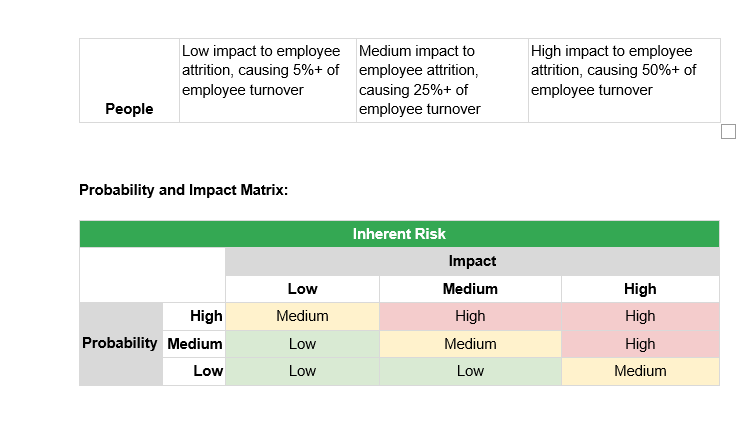 People
Low impact to employee
attrition, causing 5%+ of
employee turnover
Medium impact to
employee attrition,
causing 25%+ of
employee turnover
High impact to employee
attrition, causing 50%+ of
employee turnover
Probability and Impact Matrix:
Inherent Risk
Impact
Low Medium High
High Medium High High
Probability Medium Low Medium High
Low Low Low Medium